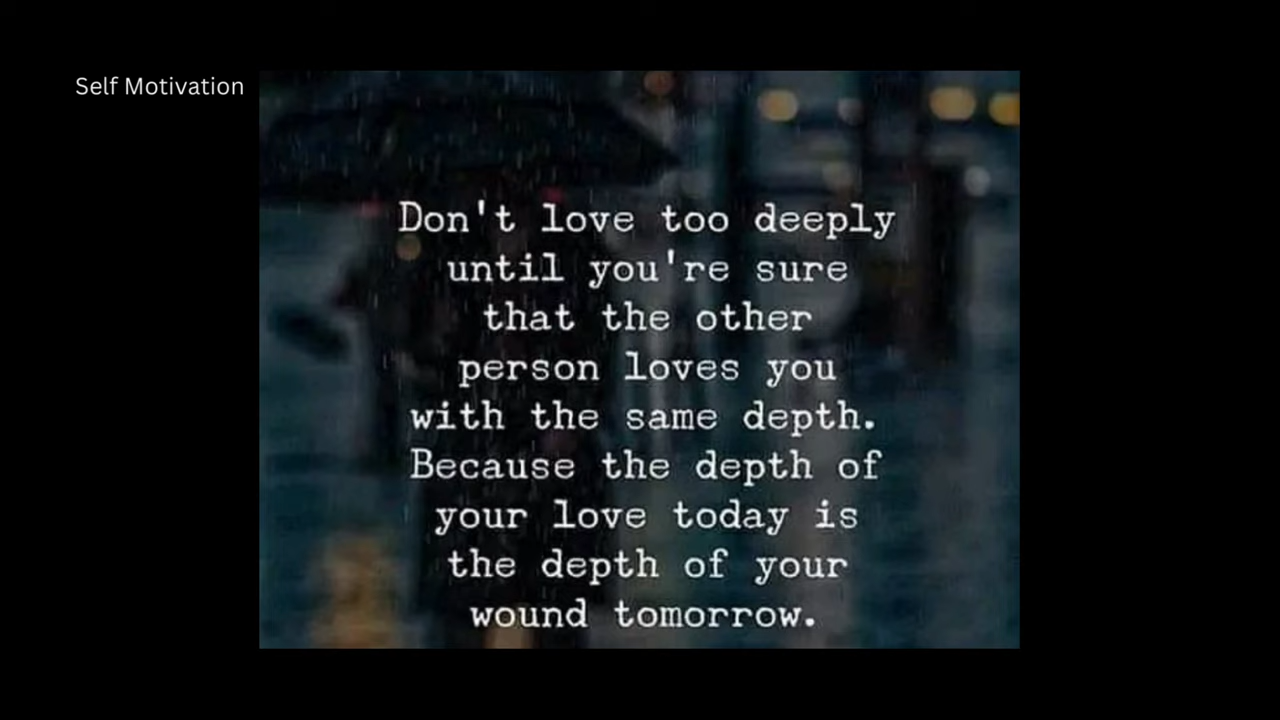 Self Motivation
Don't love too deeply
until you're sure
that the other
person loves you
with the same depth.
Because the depth of
your love today is
the depth of your
wound tomorrow.